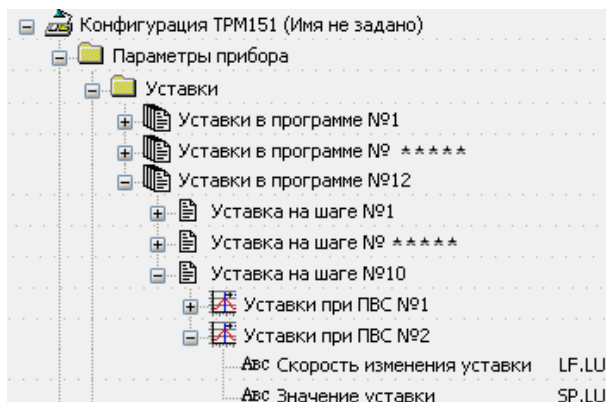 Конфигурация ТРМ151 (Имя не задано)
Параметры прибора
Уставки
Уставки в программе №1
Уставки в программе № *****
Уставки в программе №12
Уставка на шаге №1
Уставка на шаге № *****
Уставка на шаге №10
Уставки при ПВС №1
Уставки при ПВС №2
Авс Скорость изменения уставки LF.LU
Авс Значение уставки SP.LU